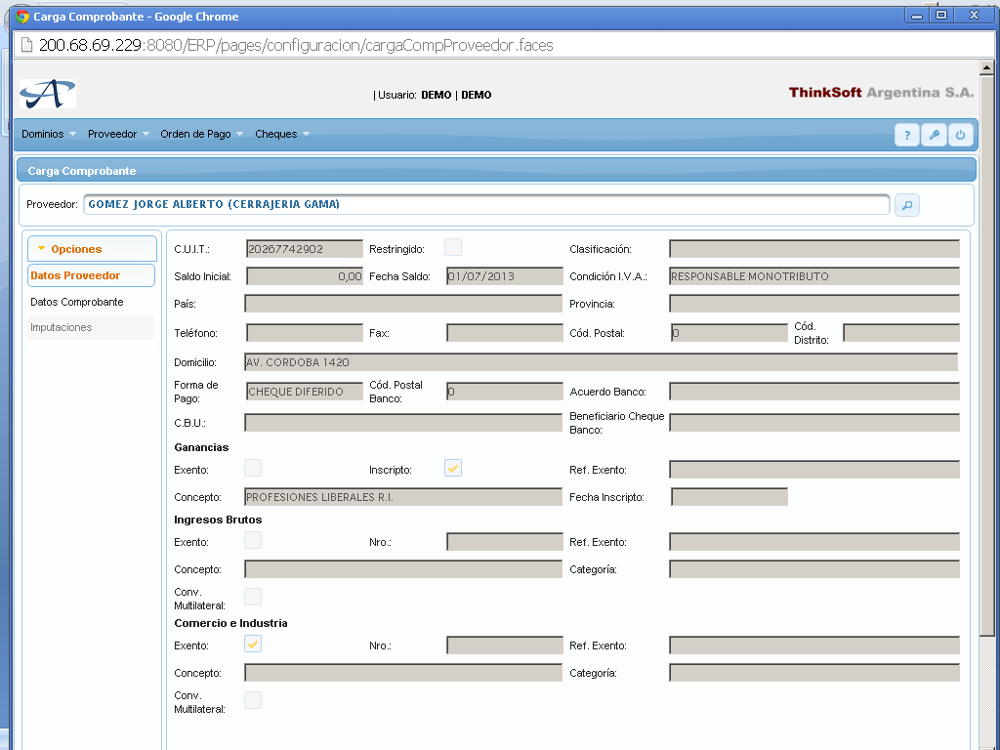 Carga Comprobante - Google Chrome
200.68.69.229:8080/ERP/pages/configuracion/cargaCompProveedor.faces
| Usuario: DEMO | DEMO
ThinkSoft Argentina S.A.
Dominios Proveedor Orden de Pago Cheques ?
Carga Comprobante
Proveedor: GOMEZ JORGE ALBERTO (CERRAJERIA GAMA)
Opciones
Datos Proveedor
Datos Comprobante
Imputaciones
C.U.I.T.: 20267742902 Restringido: Clasificación:
Saldo Inicial: 0,00 Fecha Saldo: 01/07/2013 Condición I.V.A.: RESPONSABLE MONOTRIBUTO
País: Provincia:
Teléfono: Fax: Cód. Postal: 0 Cód. Distrito:
Domicilio: AV. CORDOBA 1420
Forma de Pago: CHEQUE DIFERIDO Cód. Postal Banco: 0 Acuerdo Banco:
C.B.U.: Beneficiario Cheque Banco:
Ganancias
Exento: Inscripto: Ref. Exento:
Concepto: PROFESIONES LIBERALES R.I. Fecha Inscripto:
Ingresos Brutos
Exento: Nro.: Ref. Exento:
Concepto: Categoría:
Conv. Multilateral:
Comercio e Industria
Exento: Nro.: Ref. Exento:
Concepto: Categoría:
Conv. Multilateral: